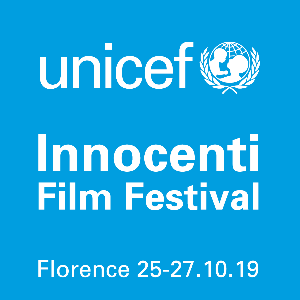 unicef
Innocenti
Film Festival
Florence 25-27.10.19